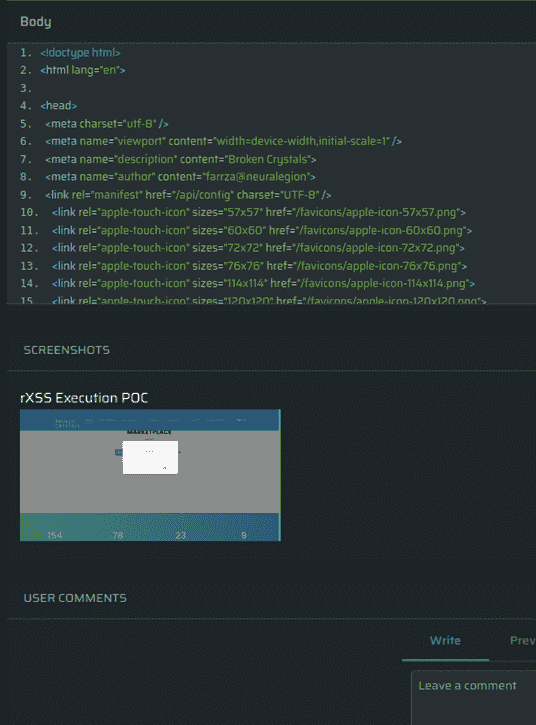 Body
1. <!doctype html>
2. <html lang="en">
3.
4. <head>
5. <meta charset="utf-8" />
6. <meta name="viewport" content="width=device-width,initial-scale=1" />
7. <meta name="description" content="Broken Crystals">
8. <meta name="author" content="farrza@neuralegion">
9. <link rel="manifest" href="/api/config" charset="UTF-8" />
10. <link rel="apple-touch-icon" sizes="57x57" href="/favicons/apple-icon-57x57.png">
11. <link rel="apple-touch-icon" sizes="60x60" href="/favicons/apple-icon-60x60.png">
12. <link rel="apple-touch-icon" sizes="72x72" href="/favicons/apple-icon-72x72.png">
13. <link rel="apple-touch-icon" sizes="76x76" href="/favicons/apple-icon-76x76.png">
14. <link rel="apple-touch-icon" sizes="114x114" href="/favicons/apple-icon-114x114.png">
15. <link rel="apple-touch-icon" sizes="120x120" href="/favicons/apple-icon-120x120.png">
SCREENSHOTS
rXSS Execution POC
MARKETPLACE
154 78 23 9
USER COMMENTS
Write Prev
Leave a comment